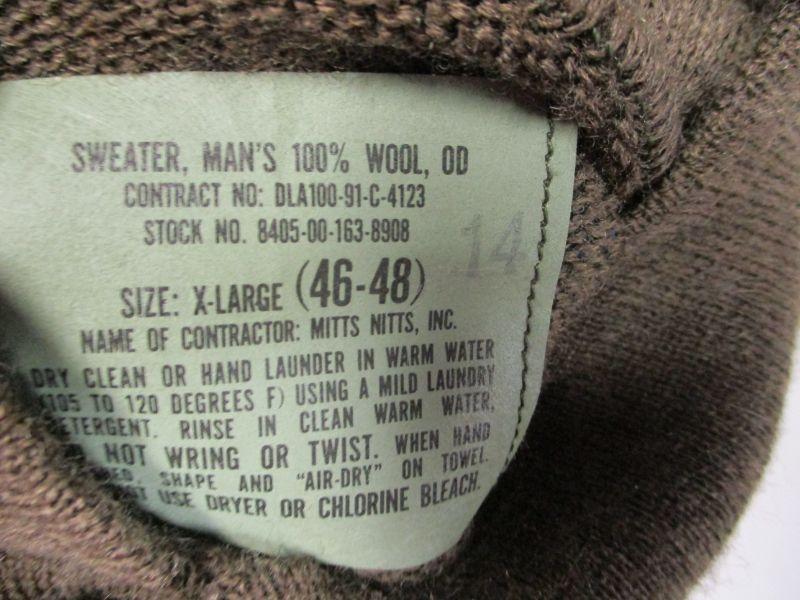 SWEATER, MAN'S 100% WOOL, OD
CONTRACT NO: DLA100-91-C-4123
STOCK NO. 8405-00-163-8908
14
SIZE: X-LARGE (46-48)
NAME OF CONTRACTOR: MITTS NITTS, INC.
DRY CLEAN OR HAND LAUNDER IN WARM WATER
(105 TO 120 DEGREES F) USING A MILD LAUNDRY
DETERGENT. RINSE IN CLEAN WARM WATER.
NOT WRING OR TWIST. WHEN HAND
SHAPE AND "AIR-DRY" ON TOWEL.
USE DRYER OR CHLORINE BLEACH.